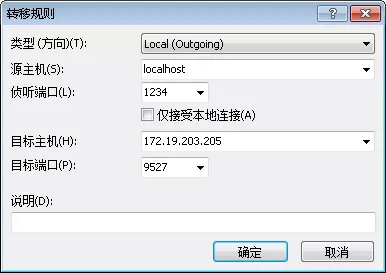 转移规则
类型(方向)(T): Local (Outgoing)
源主机(S): localhost
侦听端口(L): 1234
仅接受本地连接(A)
目标主机(H): 172.19.203.205
目标端口(P): 9527
说明(D):
确定 取消